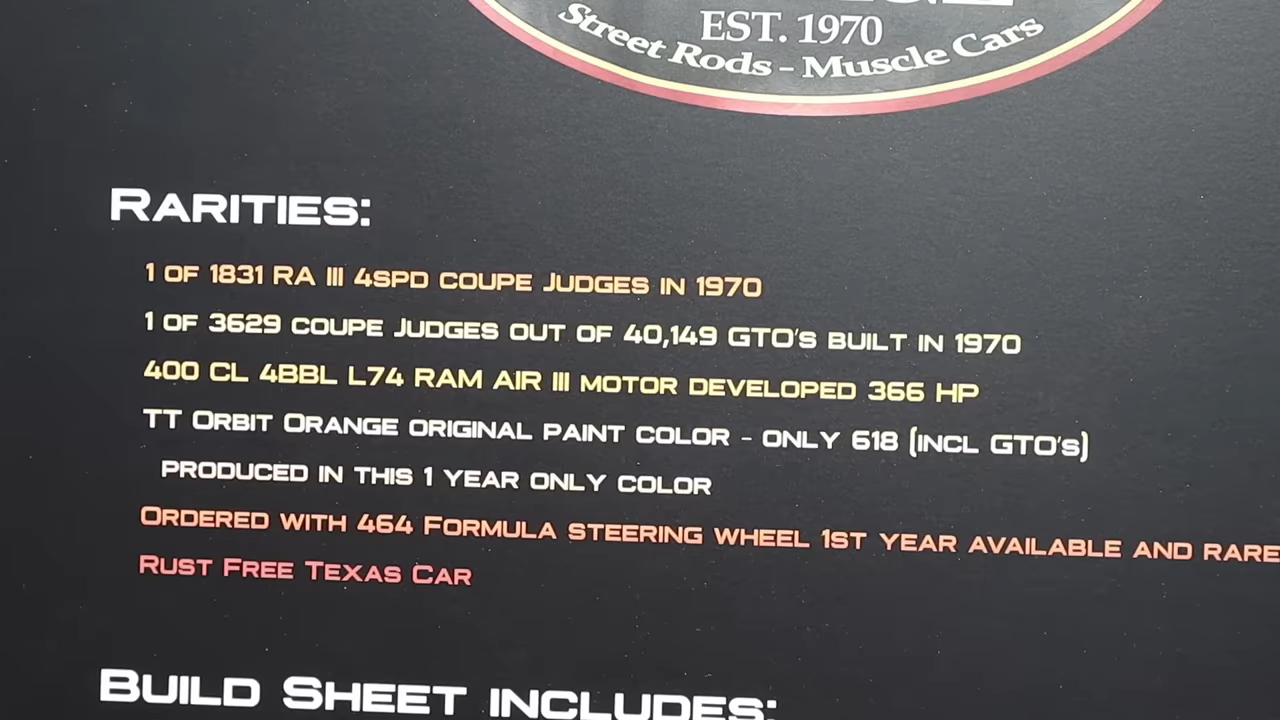 EST. 1970
Street Rods - Muscle Cars
RARITIES:
1 OF 1831 RA III 4SPD COUPE JUDGES IN 1970
1 OF 3629 COUPE JUDGES OUT OF 40,149 GTO'S BUILT IN 1970
400 CL 4BBL L74 RAM AIR III MOTOR DEVELOPED 366 HP
TT ORBIT ORANGE ORIGINAL PAINT COLOR - ONLY 618 (INCL GTO'S)
PRODUCED IN THIS 1 YEAR ONLY COLOR
ORDERED WITH 464 FORMULA STEERING WHEEL 1ST YEAR AVAILABLE AND RARE
RUST FREE TEXAS CAR
BUILD SHEET INCLUDES: